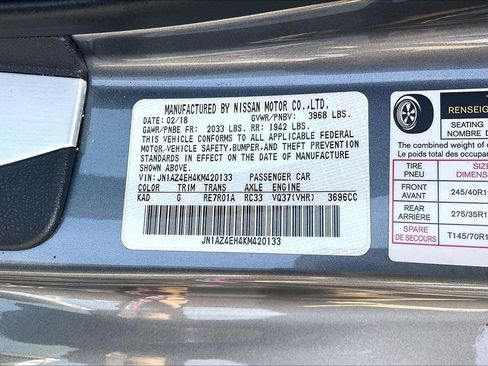 MANUFACTURED BY NISSAN MOTOR CO.,LTD.
DATE: 02/18 GVWR/PNBV: 3968 LBS.
GAWR/PNBE FR: 2033 LBS. RR: 1942 LBS.
THIS VEHICLE CONFORMS TO ALL APPLICABLE FEDERAL
MOTOR VEHICLE SAFETY,BUMPER,AND THEFT PREVENTION
STANDARDS IN EFFECT ON THE DATE OF MANUFACTURE
SHOWN ABOVE.
VIN: JN1AZ4EH4KM420133 PASSENGER CAR
COLOR TRIM TRANS AXLE ENGINE
KAD G RE7R01A RC33 VQ37(VHR) 3696CC
JN1AZ4EH4KM420133
RENSEIGN
SEATING
NOMBRE D
The combined weight of
Le poids total des occupa
TIRE
PNEU
SIZE
DIMEN
FRONT
AVANT
245/40R1
REAR
ARRIÈRE
275/35R1
SPARE
DE SECOURS
T145/70R1